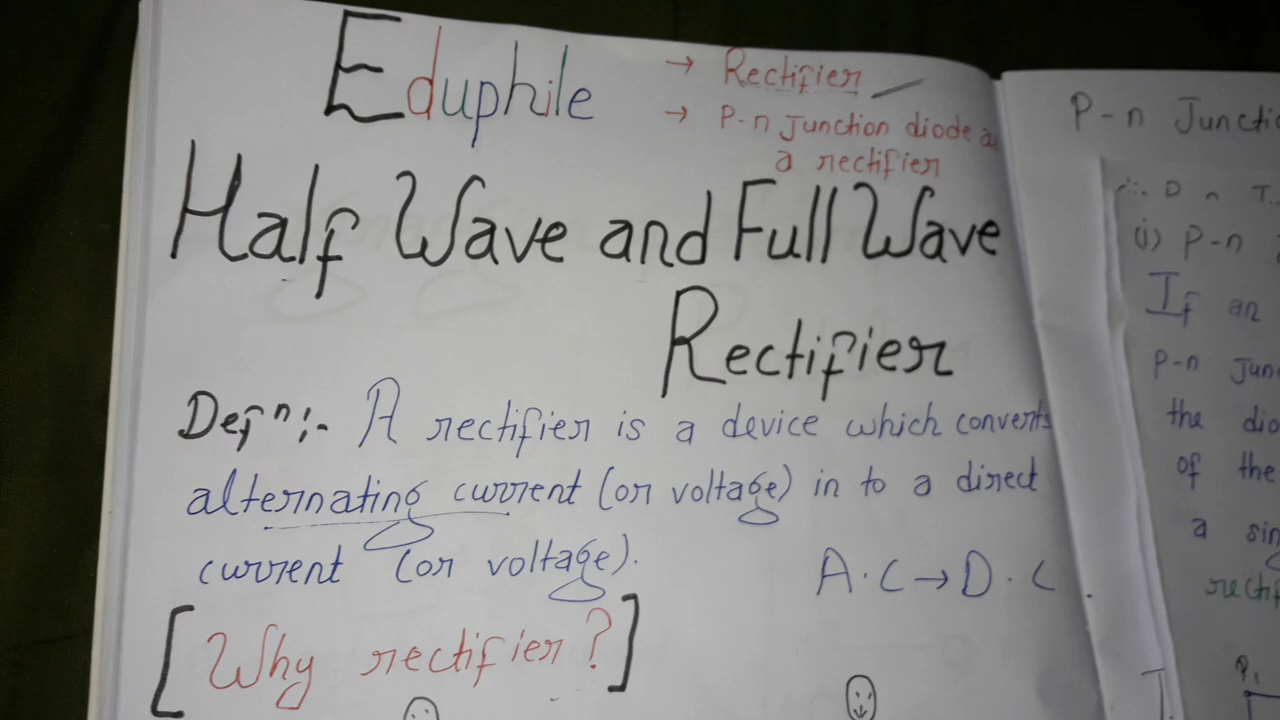 Eduphile
→ Rectifier
→ P-n Junction diode as
a rectifier
Half Wave and Full Wave
Rectifier
Defⁿ:- A rectifier is a device which converts
alternating current (or voltage) in to a direct
current (or voltage).
A.C → D.C
[Why rectifier?]
P-n Juncti
(i) P-n
If an
P-n Jun
the dio
of the
a sin
rectif